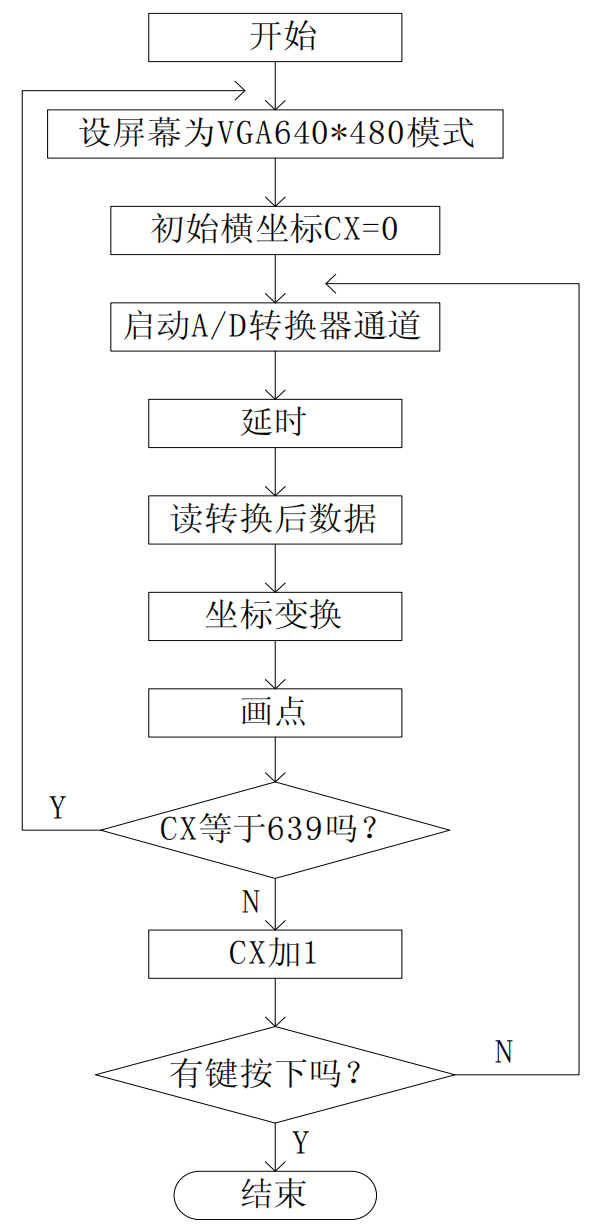 开始
设屏幕为VGA640*480模式
初始横坐标CX=0
启动A/D转换器通道
延时
读转换后数据
坐标变换
画点
Y
CX等于639吗?
N
CX加1
有键按下吗?
N
Y
结束